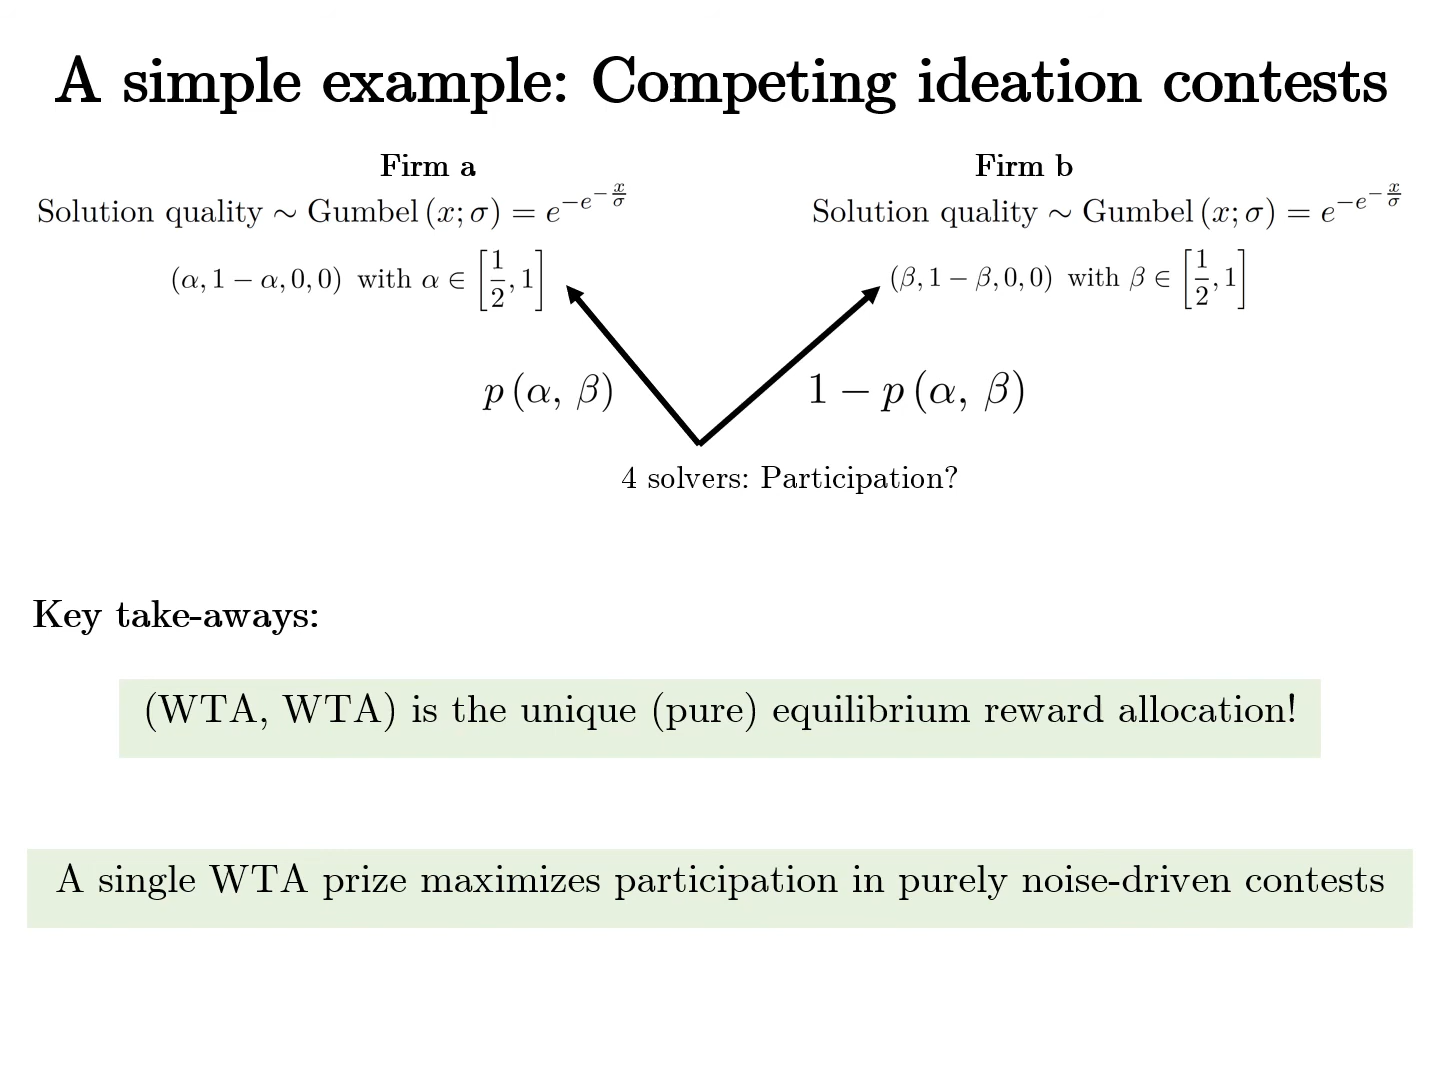 A simple example: Competing ideation contests
Firm a
Firm b
Solution quality ∼ Gumbel (x; σ) = e^{−e^{−x/σ}}
Solution quality ∼ Gumbel (x; σ) = e^{−e^{−x/σ}}
(α, 1 − α, 0, 0) with α ∈ [1/2, 1]
(β, 1 − β, 0, 0) with β ∈ [1/2, 1]
p (α, β)
1 − p (α, β)
4 solvers: Participation?
Key take-aways:
(WTA, WTA) is the unique (pure) equilibrium reward allocation!
A single WTA prize maximizes participation in purely noise-driven contests